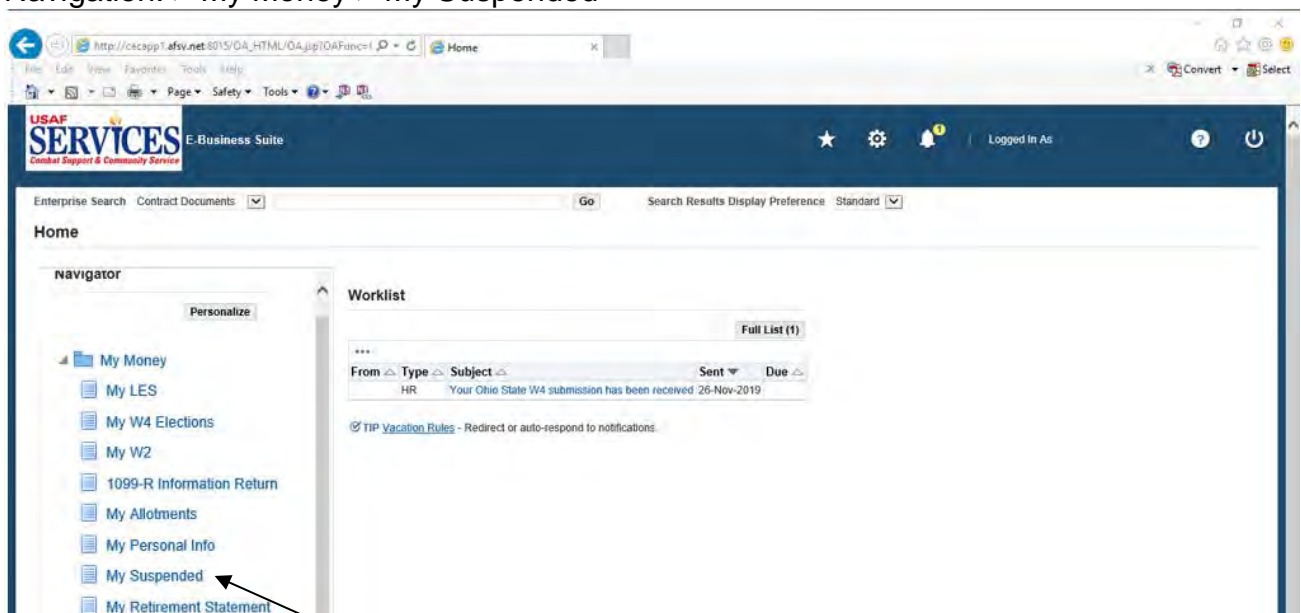 Navigation: > My Money > My Suspended
http://cacapp1.afsv.net:8015/OA_HTML/OA.jsp?OAFunc=
Home
File Edit View Favorites Tools Help
Convert Select
Page Safety Tools
USAF
SERVICES E-Business Suite
Combat Support & Community Service
1
Logged In As
Enterprise Search Contract Documents Go Search Results Display Preference Standard
Home
Navigator
Personalize
My Money
My LES
My W4 Elections
My W2
1099-R Information Return
My Allotments
My Personal Info
My Suspended
My Retirement Statement
Worklist
Full List (1)
...
From Type Subject Sent Due
HR Your Ohio State W4 submission has been received 26-Nov-2019
TIP Vacation Rules - Redirect or auto-respond to notifications.